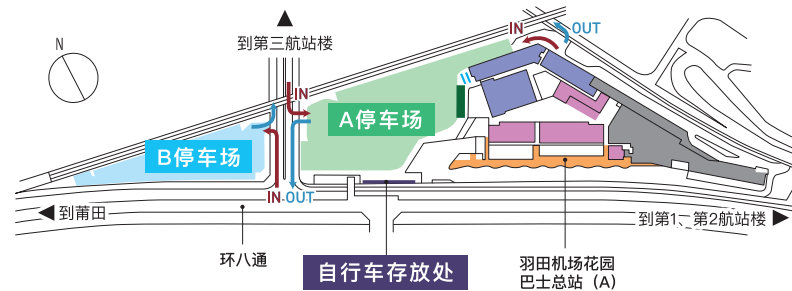 到第三航站楼
N
IN
OUT
IN
A停车场
B停车场
IN
OUT
到莆田
到第1、第2航站楼
环八通
自行车存放处
羽田机场花园
巴士总站（A）